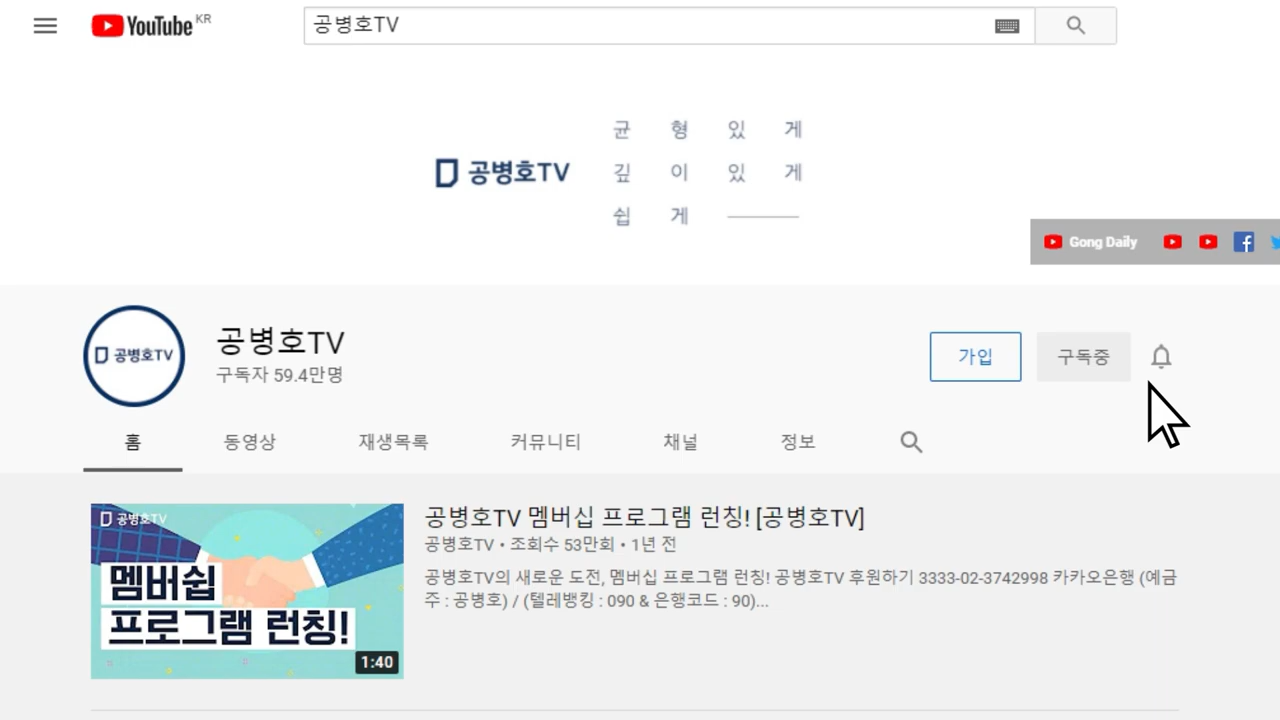 YouTube KR
공병호TV
공병호TV
균 형 있 게
깊 이 있 게
쉽 게
Gong Daily
공병호TV
공병호TV
구독자 59.4만명
가입
구독중
홈
동영상
재생목록
커뮤니티
채널
정보
공병호TV
멤버쉽
프로그램 런칭!
1:40
공병호TV 멤버십 프로그램 런칭! [공병호TV]
공병호TV • 조회수 53만회 • 1년 전
공병호TV의 새로운 도전, 멤버십 프로그램 런칭! 공병호TV 후원하기 3333-02-3742998 카카오은행 (예금
주 : 공병호) / (텔레뱅킹 : 090 & 은행코드 : 90)...